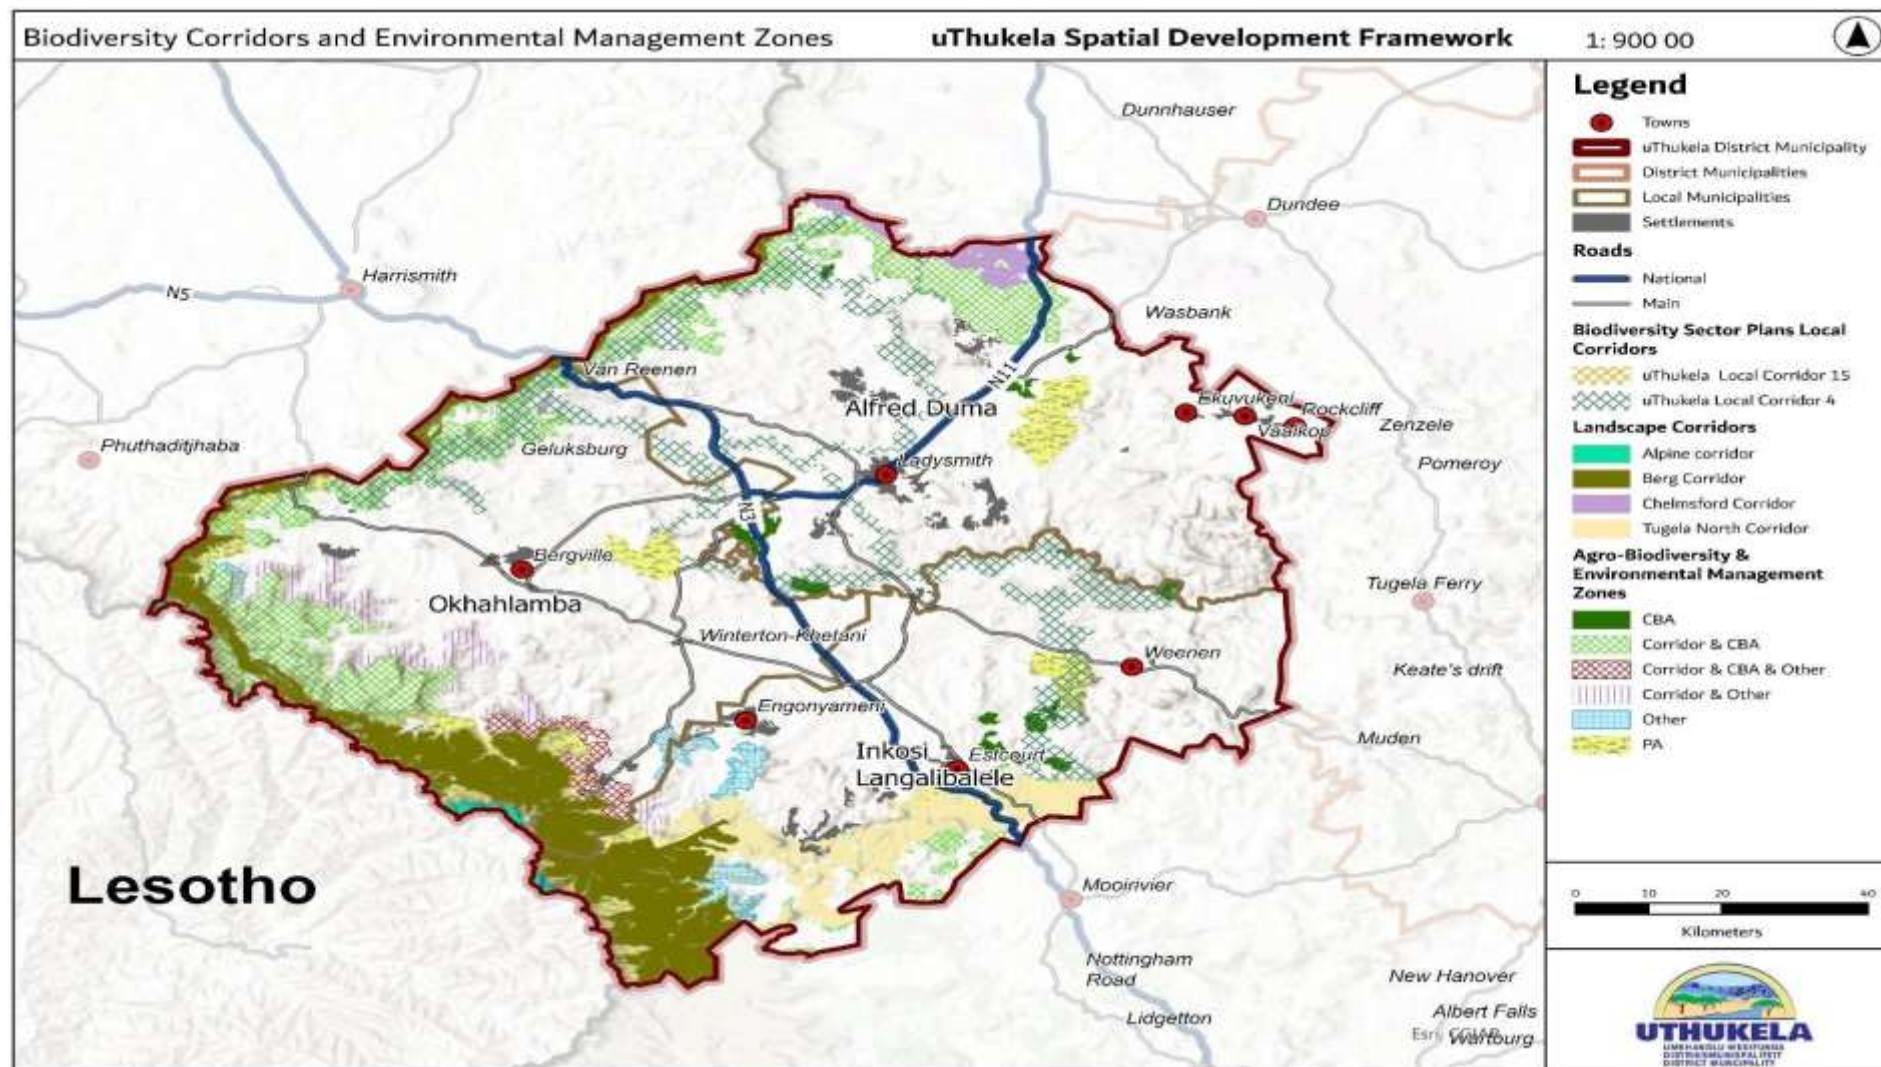 Biodiversity Corridors and Environmental Management Zones
uThukela Spatial Development Framework
1: 900 00
Dunnhauser
Dundee
Harrismith
N5
Wasbank
Van Reenen
N11
Alfred Duma
Ekuvukeni
Rockcliff
Vaalkop
Zenzele
Phuthaditjhaba
Geluksburg
Ladysmith
Pomeroy
N3
Bergville
Okhahlamba
Tugela Ferry
Winterton-Khetani
Weenen
Keate's drift
Engonyameni
Muden
Inkosi
Langalibalele
Estcourt
Lesotho
Mooirivier
Nottingham
Road
New Hanover
Lidgetton
Albert Falls
Wartburg
Legend
Towns
uThukela District Municipality
District Municipalities
Local Municipalities
Settlements
Roads
National
Main
Biodiversity Sector Plans Local
Corridors
uThukela Local Corridor 15
uThukela Local Corridor 4
Landscape Corridors
Alpine corridor
Berg Corridor
Chelmsford Corridor
Tugela North Corridor
Agro-Biodiversity &
Environmental Management
Zones
CBA
Corridor & CBA
Corridor & CBA & Other
Corridor & Other
Other
PA
0 10 20 40
Kilometers
UTHUKELA
DISTRICT MUNICIPALITY